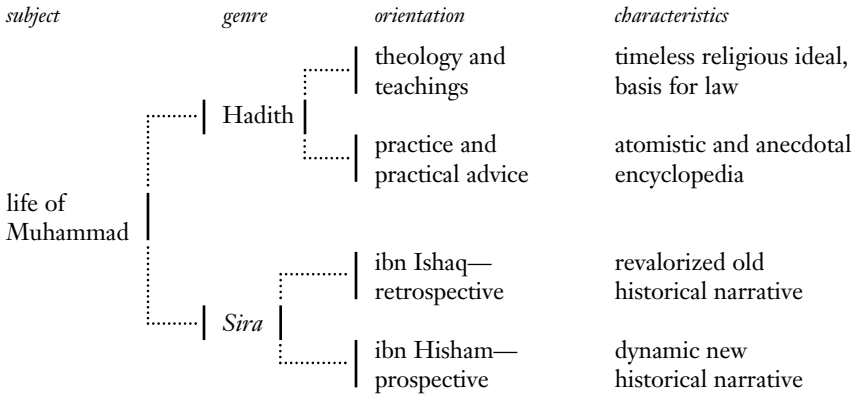 subject genre orientation characteristics
theology and teachings timeless religious ideal, basis for law
Hadith
practice and practical advice atomistic and anecdotal encyclopedia
life of Muhammad
ibn Ishaq— retrospective revalorized old historical narrative
Sira
ibn Hisham— prospective dynamic new historical narrative